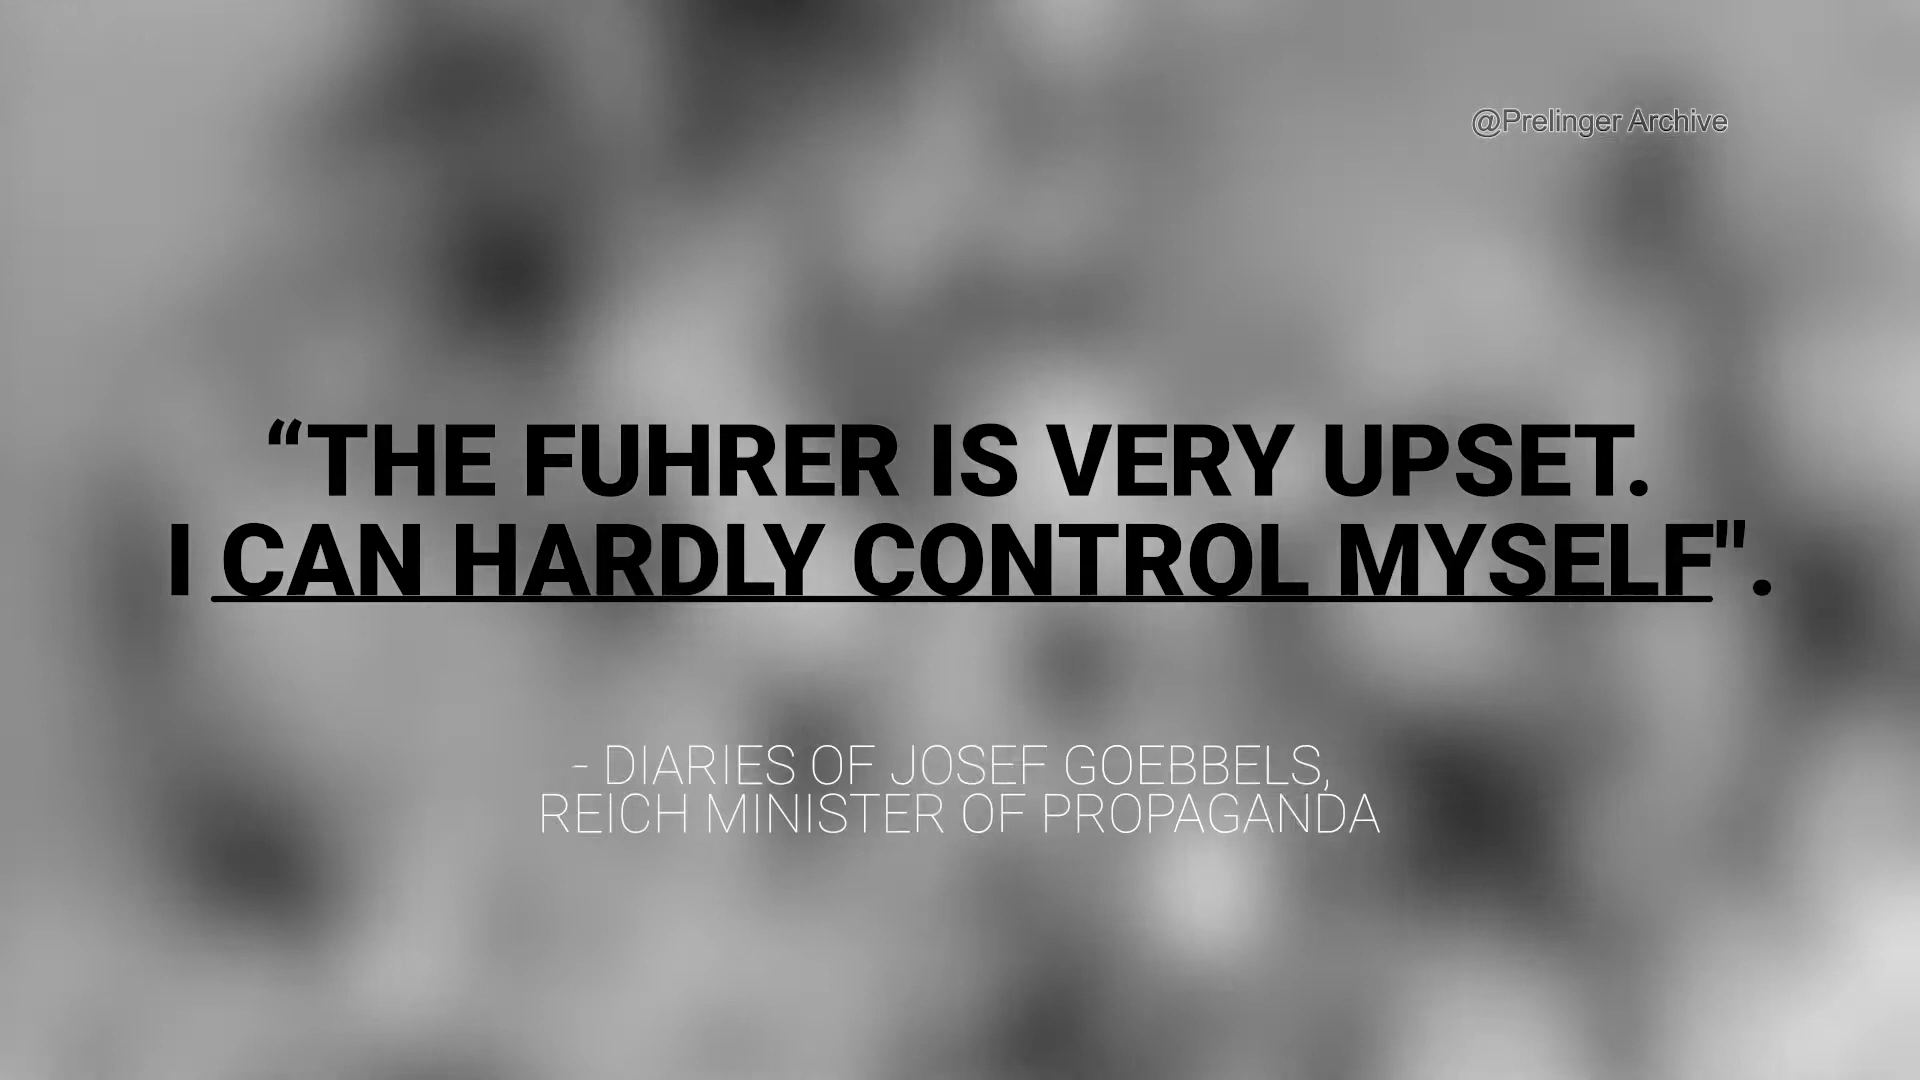 @Prelinger Archive
“THE FUHRER IS VERY UPSET.
I CAN HARDLY CONTROL MYSELF".
- DIARIES OF JOSEF GOEBBELS,
REICH MINISTER OF PROPAGANDA